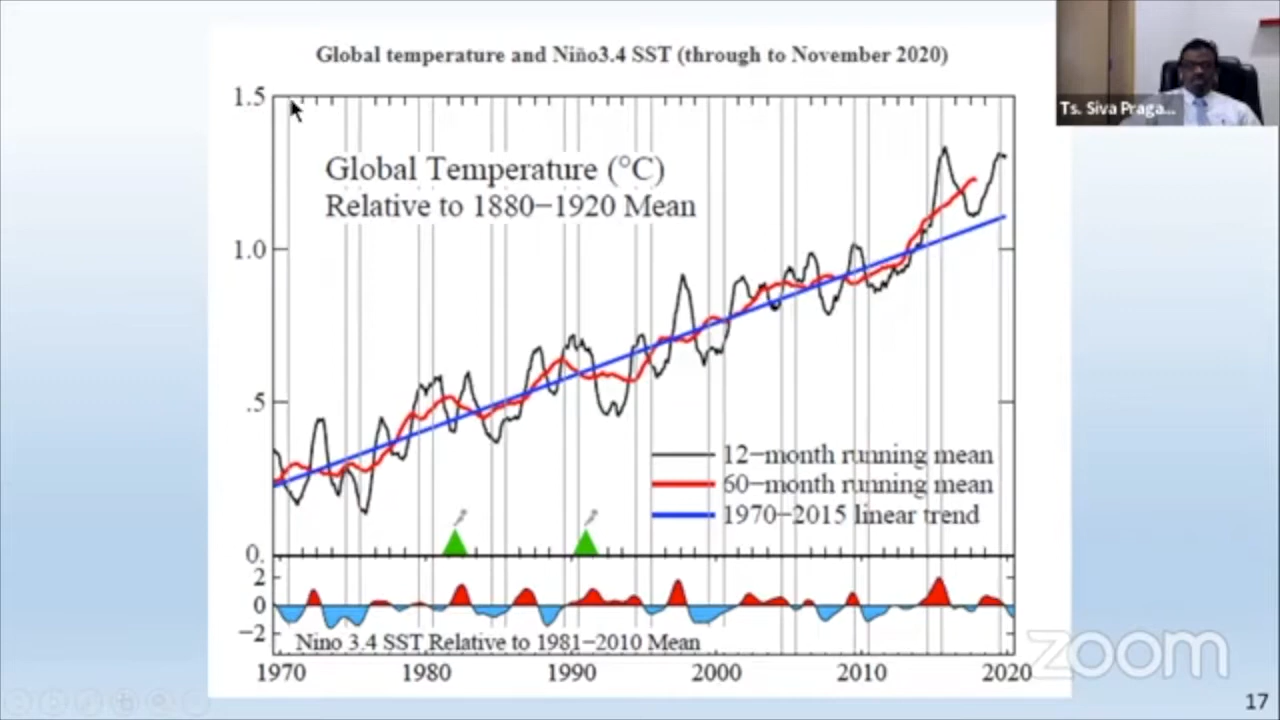 Global temperature and Niño3.4 SST (through to November 2020)
Ts. Siva Praga...
1.5
Global Temperature (°C)
Relative to 1880−1920 Mean
1.0
.5
12−month running mean
60−month running mean
1970−2015 linear trend
0.
2
0
−2
Nino 3.4 SST Relative to 1981−2010 Mean
1970 1980 1990 2000 2010 2020
zoom
17